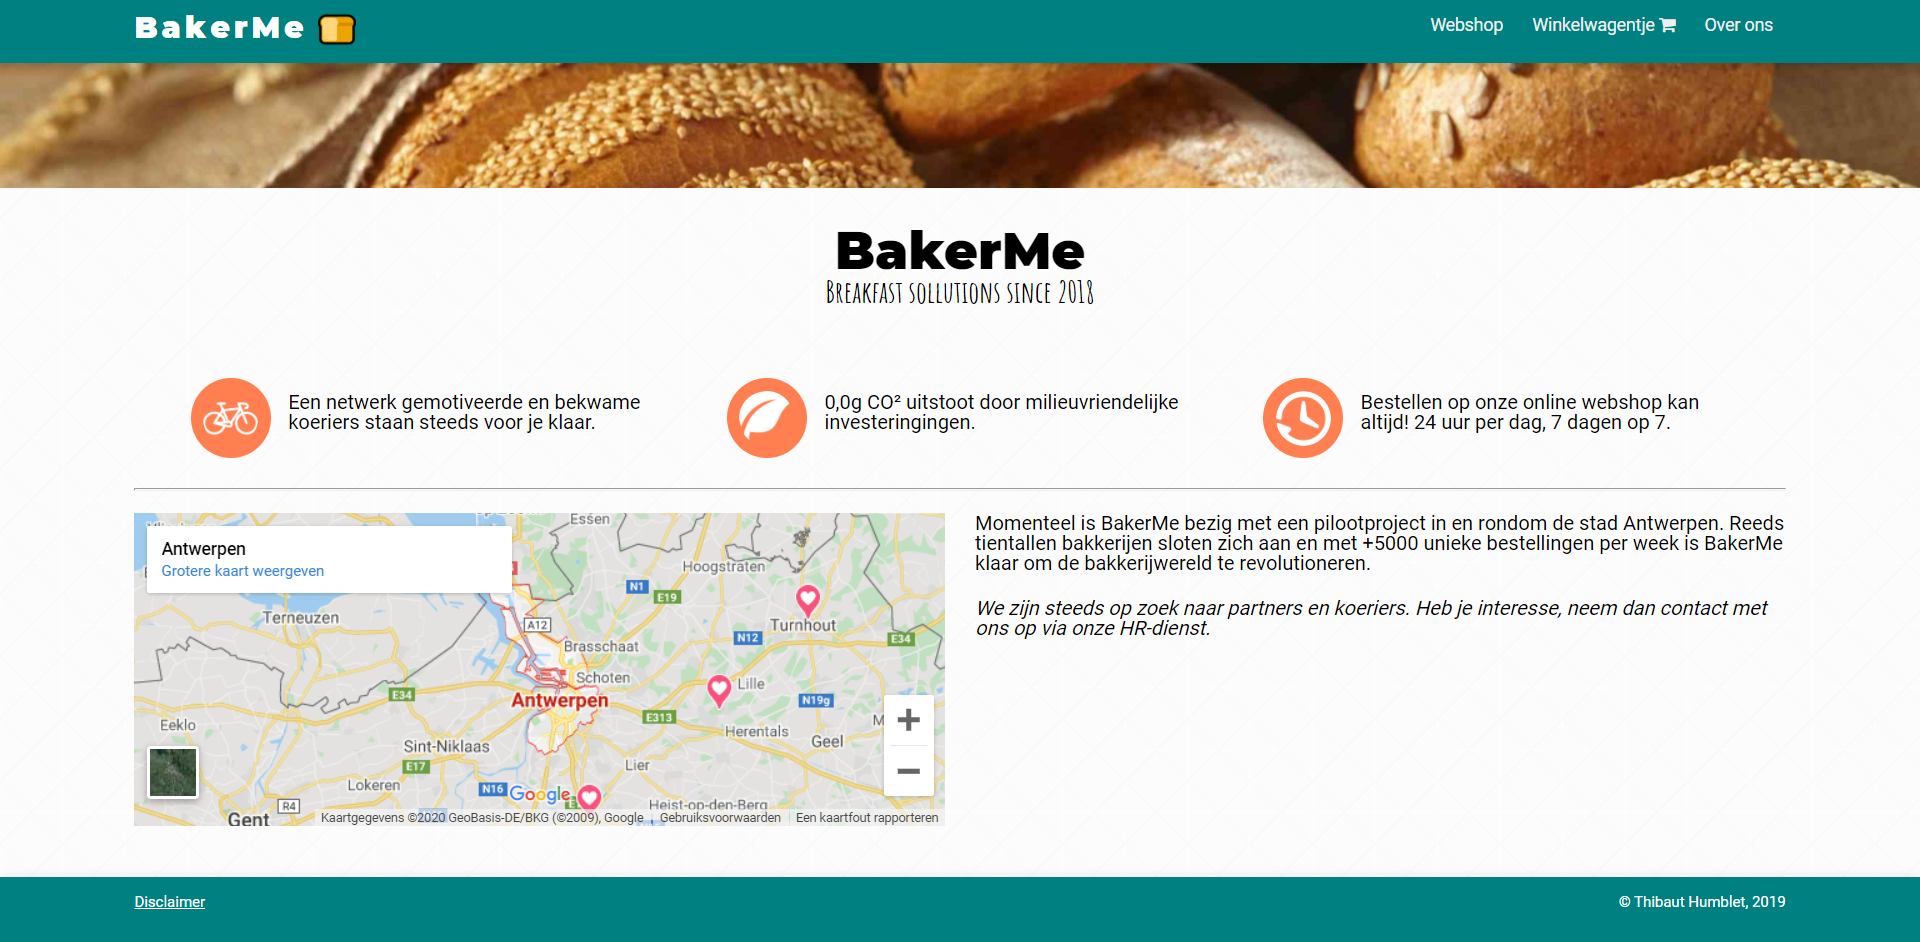 BakerMe
Webshop
Winkelwagentje
Over ons
BakerMe
Breakfast sollutions since 2018
Een netwerk gemotiveerde en bekwame
koeriers staan steeds voor je klaar.
0,0g CO² uitstoot door milieuvriendelijke
investeringingen.
Bestellen op onze online webshop kan
altijd! 24 uur per dag, 7 dagen op 7.
Antwerpen
Grotere kaart weergeven
Essen
Hoogstraten
N1
E19
Terneuzen
A12
Turnhout
N12
E34
Brasschaat
Schoten
Lille
E34
Antwerpen
N19g
E313
Eeklo
Herentals
Geel
Sint-Niklaas
E17
Lier
Lokeren
N16
Google
R4
Heist-op-den-Berg
Gent
Kaartgegevens ©2020 GeoBasis-DE/BKG (©2009), Google
Gebruiksvoorwaarden
Een kaartfout rapporteren
Momenteel is BakerMe bezig met een pilootproject in en rondom de stad Antwerpen. Reeds
tientallen bakkerijen sloten zich aan en met +5000 unieke bestellingen per week is BakerMe
klaar om de bakkerijwereld te revolutioneren.
We zijn steeds op zoek naar partners en koeriers. Heb je interesse, neem dan contact met
ons op via onze HR-dienst.
Disclaimer
© Thibaut Humblet, 2019